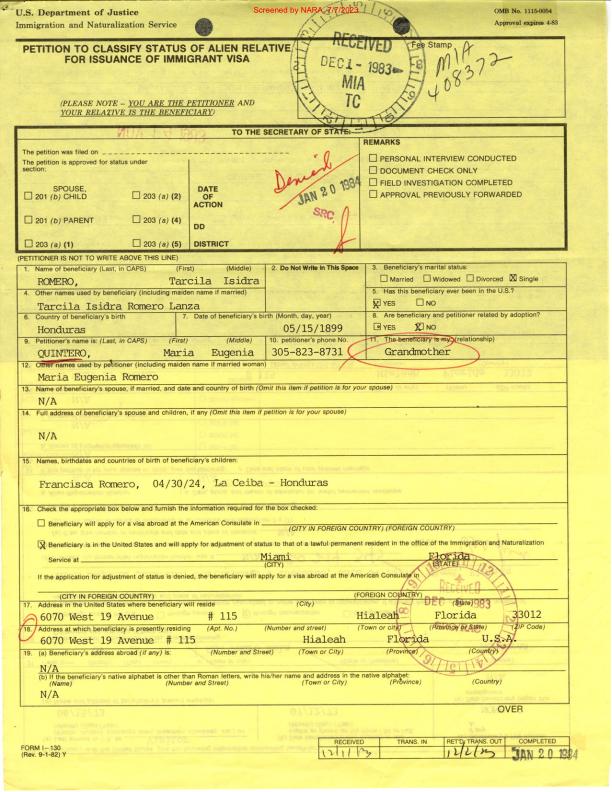 Screened by NARA, 7/7/2023
U.S. Department of Justice
Immigration and Naturalization Service
OMB No. 1115-0054
Approval expires 4-83
PETITION TO CLASSIFY STATUS OF ALIEN RELATIVE
FOR ISSUANCE OF IMMIGRANT VISA
RECEIVED
DEC 1 - 1983
MIA
TC
Fee Stamp
MIA
408372
(PLEASE NOTE – YOU ARE THE PETITIONER AND
YOUR RELATIVE IS THE BENEFICIARY)
TO THE SECRETARY OF STATE:
The petition was filed on
The petition is approved for status under
section:
SPOUSE,
201 (b) CHILD
203 (a) (2)
201 (b) PARENT
203 (a) (4)
203 (a) (1)
203 (a) (5)
DATE
OF
ACTION
DD
DISTRICT
Denied
JAN 20 1984
SRC
REMARKS
PERSONAL INTERVIEW CONDUCTED
DOCUMENT CHECK ONLY
FIELD INVESTIGATION COMPLETED
APPROVAL PREVIOUSLY FORWARDED
(PETITIONER IS NOT TO WRITE ABOVE THIS LINE)
1. Name of beneficiary (Last, in CAPS) (First) (Middle)
ROMERO, Tarcila Isidra
2. Do Not Write in This Space
3. Beneficiary's marital status:
Married Widowed Divorced X Single
4. Other names used by beneficiary (including maiden name if married)
Tarcila Isidra Romero Lanza
5. Has this beneficiary ever been in the U.S.?
X YES NO
6. Country of beneficiary's birth
Honduras
7. Date of beneficiary's birth (Month, day, year)
05/15/1899
8. Are beneficiary and petitioner related by adoption?
YES X NO
9. Petitioner's name is: (Last, in CAPS) (First) (Middle)
QUINTERO, Maria Eugenia
10. petitioner's phone No.
305-823-8731
11. The beneficiary is my (relationship)
Grandmother
12. Other names used by petitioner (including maiden name if married woman)
Maria Eugenia Romero
13. Name of beneficiary's spouse, if married, and date and country of birth (Omit this item if petition is for your spouse)
N/A
14. Full address of beneficiary's spouse and children, if any (Omit this item if petition is for your spouse)
N/A
15. Names, birthdates and countries of birth of beneficiary's children:
Francisca Romero, 04/30/24, La Ceiba - Honduras
16. Check the appropriate box below and furnish the information required for the box checked:
Beneficiary will apply for a visa abroad at the American Consulate in
(CITY IN FOREIGN COUNTRY) (FOREIGN COUNTRY)
X Beneficiary is in the United States and will apply for adjustment of status to that of a lawful permanent resident in the office of the Immigration and Naturalization
Service at Miami Florida
(CITY) (STATE)
If the application for adjustment of status is denied, the beneficiary will apply for a visa abroad at the American Consulate in
(CITY IN FOREIGN COUNTRY) (FOREIGN COUNTRY)
RECEIVED
DEC 1983
17. Address in the United States where beneficiary will reside (City) (State)
6070 West 19 Avenue # 115 Hialeah Florida 33012
18. Address at which beneficiary is presently residing (Apt. No.) (Number and street) (Town or city) (Province or State) (ZIP Code)
6070 West 19 Avenue # 115 Hialeah Florida U.S.A.
19. (a) Beneficiary's address abroad (if any) is: (Number and Street) (Town or City) (Province) (Country)
N/A
(b) If the beneficiary's native alphabet is other than Roman letters, write his/her name and address in the native alphabet:
(Name) (Number and Street) (Town or City) (Province) (Country)
N/A
OVER
FORM I-130
(Rev. 9-1-82) Y
RECEIVED TRANS. IN RET'D TRANS. OUT COMPLETED
JAN 20 1984